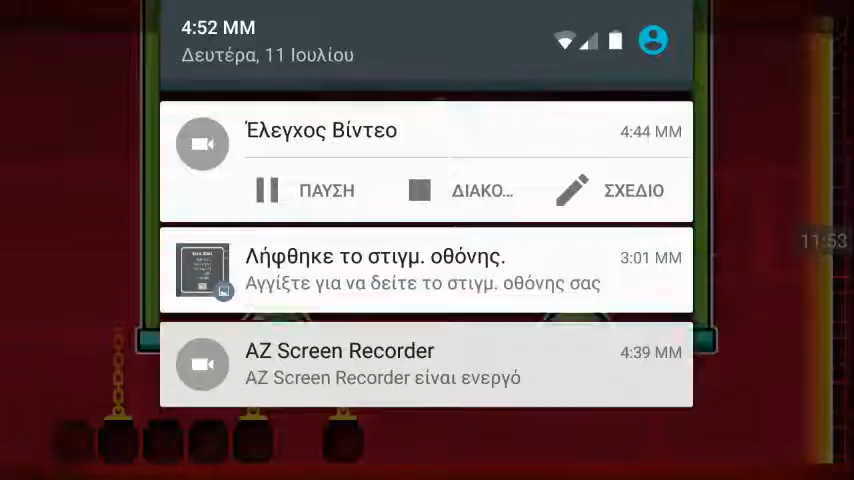 4:52 ΜΜ
Δευτέρα, 11 Ιουλίου
Έλεγχος Βίντεο
4:44 ΜΜ
ΠΑΥΣΗ
ΔΙΑΚΟ...
ΣΧΕΔΙΟ
11:53
Λήφθηκε το στιγμ. οθόνης.
3:01 ΜΜ
Αγγίξτε για να δείτε το στιγμ. οθόνης σας
AZ Screen Recorder
4:39 ΜΜ
AZ Screen Recorder είναι ενεργό